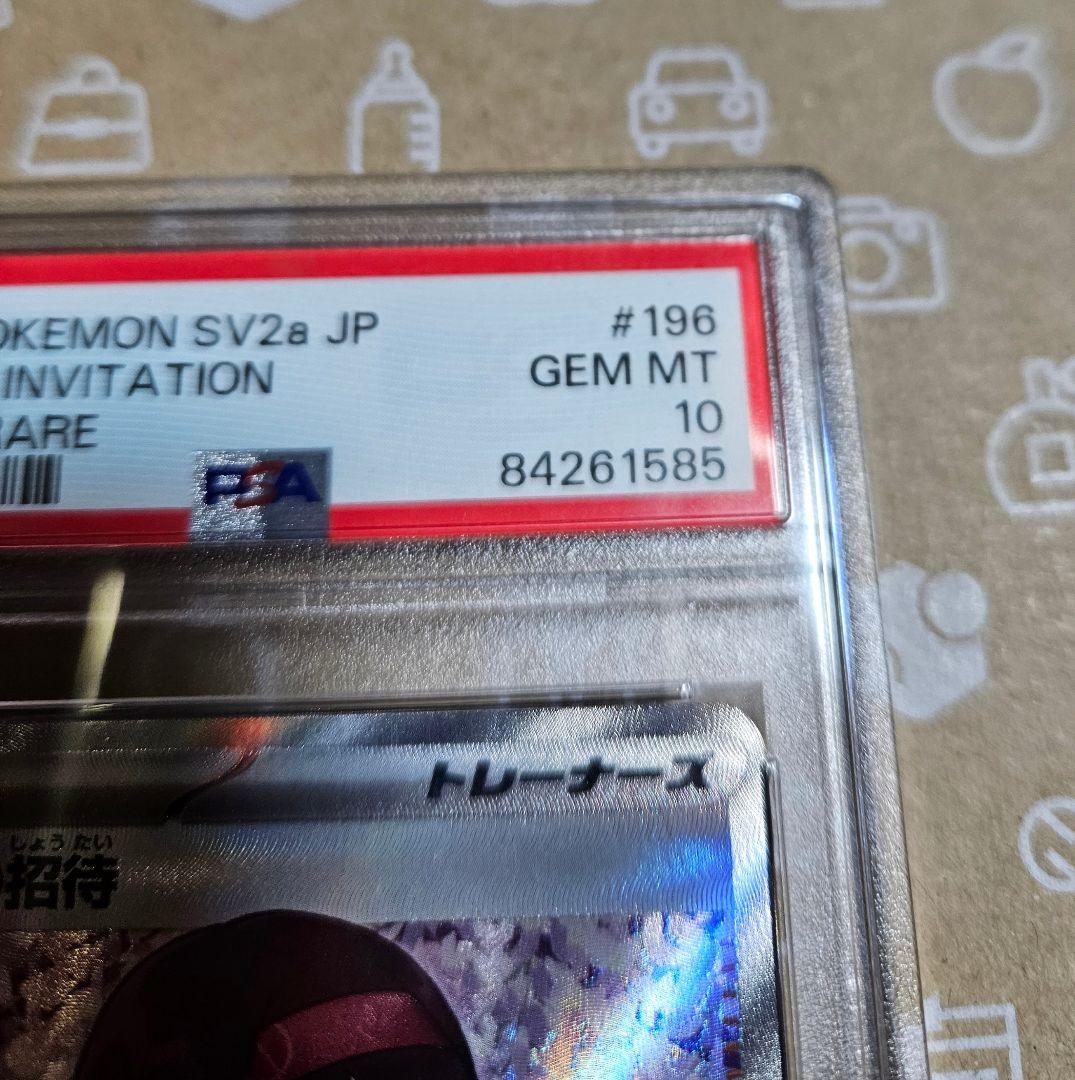 OKEMON SV2a JP #196
INVITATION GEM MT
RARE 10
PSA 84261585
トレーナーズ
しょう たい
招待